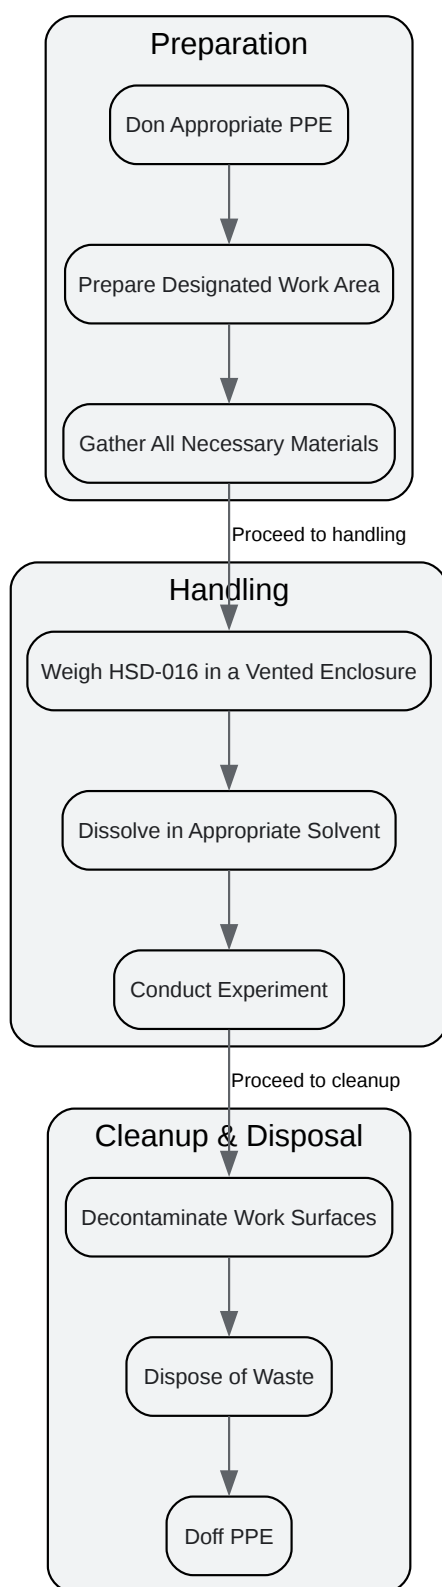 Preparation
Don Appropriate PPE
Prepare Designated Work Area
Gather All Necessary Materials
Proceed to handling
Handling
Weigh HSD-016 in a Vented Enclosure
Dissolve in Appropriate Solvent
Conduct Experiment
Proceed to cleanup
Cleanup & Disposal
Decontaminate Work Surfaces
Dispose of Waste
Doff PPE